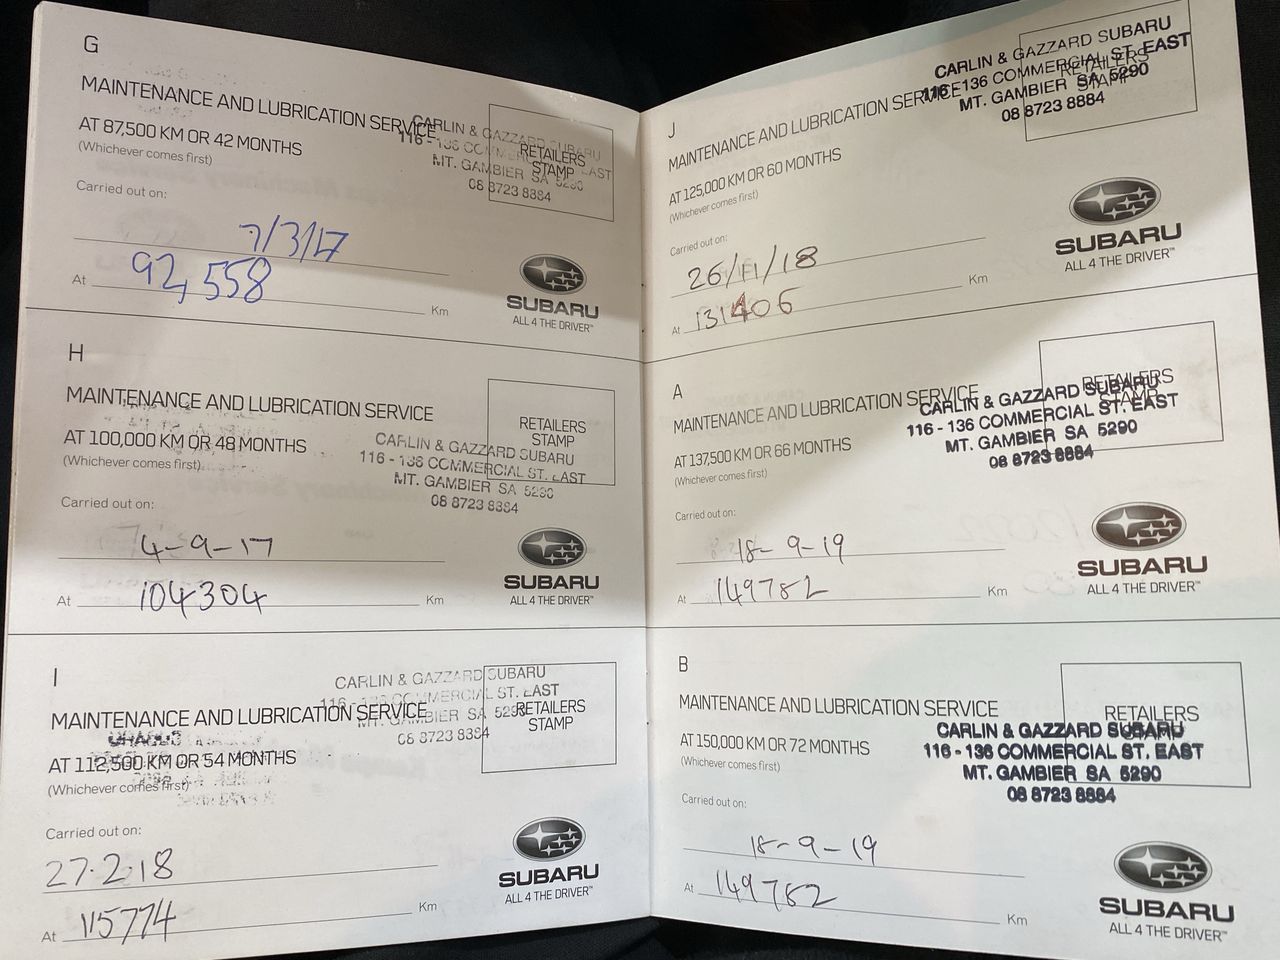 G
MAINTENANCE AND LUBRICATION SERVICE
AT 87,500 KM OR 42 MONTHS
(Whichever comes first)
CARLIN & GAZZARD SUBARU
116 - 136 COMMERCIAL ST. EAST
MT. GAMBIER SA 5290
08 8723 8884
RETAILERS
STAMP
Carried out on:
7/3/17
At 92,558 Km
SUBARU
ALL 4 THE DRIVER™
H
MAINTENANCE AND LUBRICATION SERVICE
AT 100,000 KM OR 48 MONTHS
(Whichever comes first)
RETAILERS
STAMP
CARLIN & GAZZARD SUBARU
116 - 136 COMMERCIAL ST. EAST
MT. GAMBIER SA 5290
08 8723 8884
Carried out on:
4-9-17
At 104304 Km
SUBARU
ALL 4 THE DRIVER™
I
MAINTENANCE AND LUBRICATION SERVICE
AT 112,500 KM OR 54 MONTHS
(Whichever comes first)
CARLIN & GAZZARD SUBARU
116 - 136 COMMERCIAL ST. EAST
MT. GAMBIER SA 5290
08 8723 8884
RETAILERS
STAMP
Carried out on:
27.2.18
At 115774 Km
SUBARU
ALL 4 THE DRIVER™
J
MAINTENANCE AND LUBRICATION SERVICE
AT 125,000 KM OR 60 MONTHS
(Whichever comes first)
CARLIN & GAZZARD SUBARU
116 - 136 COMMERCIAL ST. EAST
MT. GAMBIER SA 5290
08 8723 8884
RETAILERS
STAMP
Carried out on:
26/11/18
At 131406 Km
SUBARU
ALL 4 THE DRIVER™
A
MAINTENANCE AND LUBRICATION SERVICE
AT 137,500 KM OR 66 MONTHS
(Whichever comes first)
RETAILERS
STAMP
CARLIN & GAZZARD SUBARU
116 - 136 COMMERCIAL ST. EAST
MT. GAMBIER SA 5290
08 8723 8884
Carried out on:
18-9-19
At 149782 Km
SUBARU
ALL 4 THE DRIVER™
B
MAINTENANCE AND LUBRICATION SERVICE
AT 150,000 KM OR 72 MONTHS
(Whichever comes first)
RETAILERS
STAMP
CARLIN & GAZZARD SUBARU
116 - 136 COMMERCIAL ST. EAST
MT. GAMBIER SA 5290
08 8723 8884
Carried out on:
18-9-19
At 149782 Km
SUBARU
ALL 4 THE DRIVER™